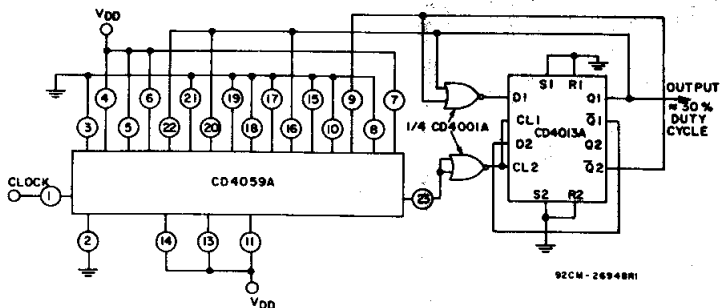 VDD
4 6 21 19 17 15 9 7
3 5 22 20 18 16 10 8
CLOCK 1
CD4059A
23
2 14 13 11
VDD
1/4 CD4001A
S1 R1
D1 Q1
CL1 Q̅1
CD4013A
D2 Q2
CL2 Q̅2
S2 R2
OUTPUT
≈ 30 %
DUTY
CYCLE
92CM-26948R1